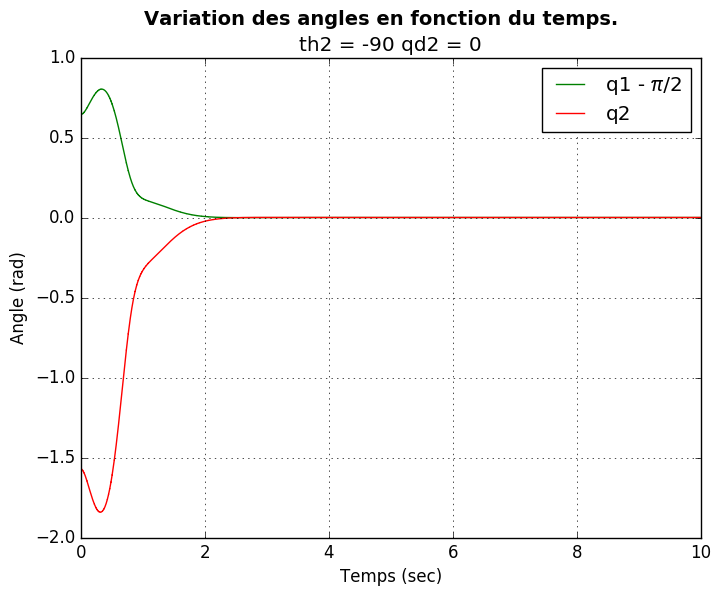 Variation des angles en fonction du temps.
th2 = -90 qd2 = 0
q1 - π/2
q2
1.0
0.5
0.0
−0.5
−1.0
−1.5
−2.0
Angle (rad)
0 2 4 6 8 10
Temps (sec)